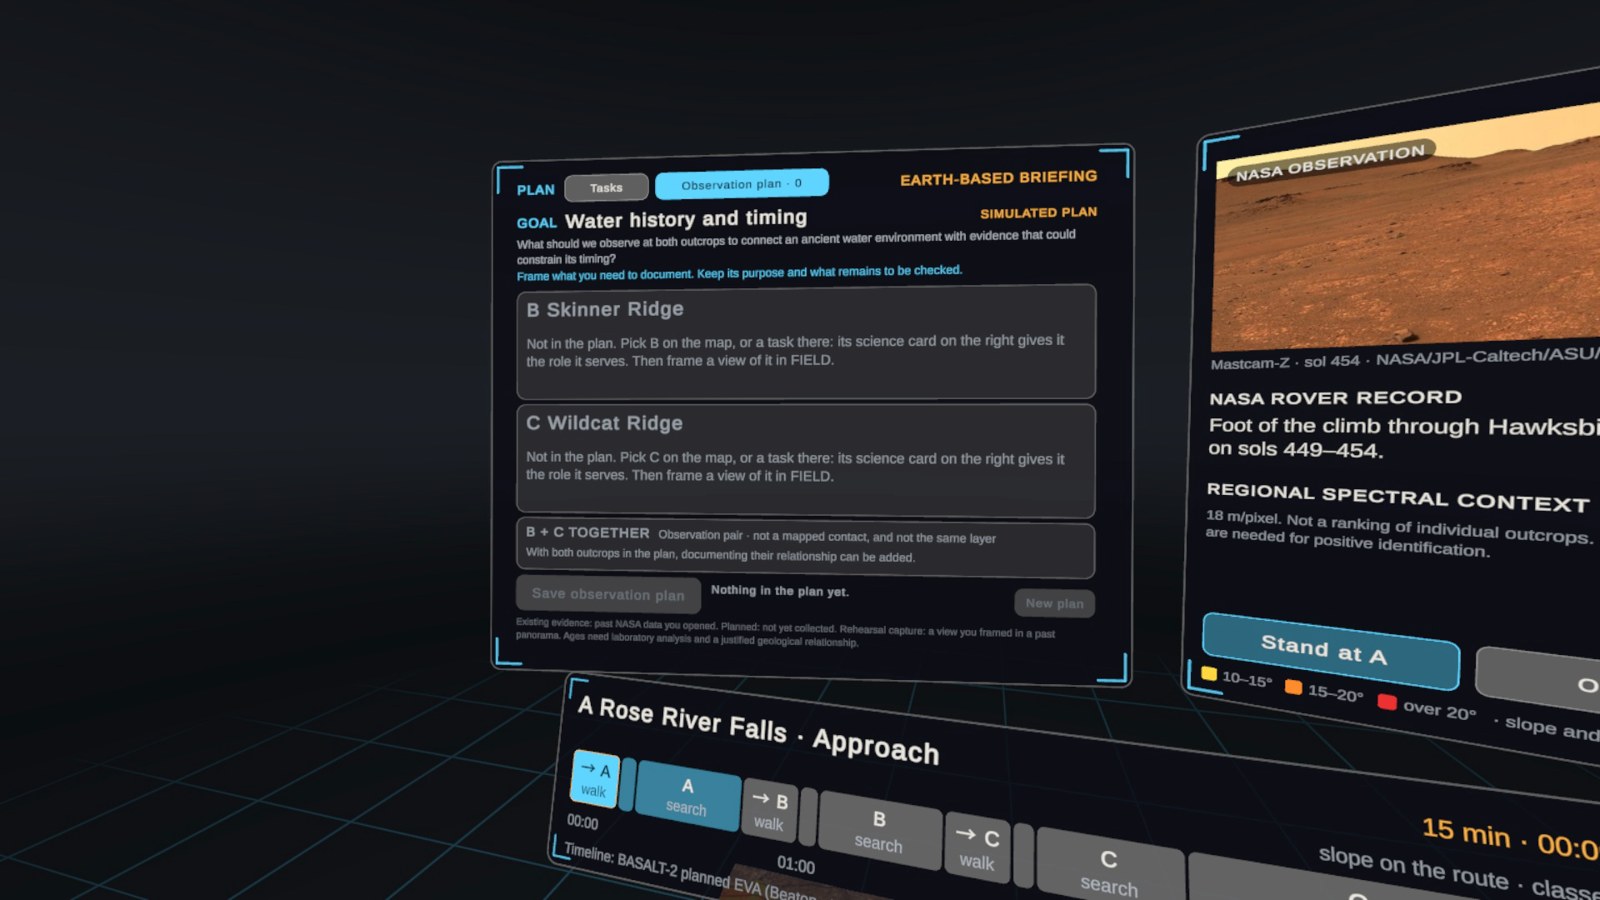 PLAN Tasks Observation plan · 0 EARTH-BASED BRIEFING
GOAL Water history and timing SIMULATED PLAN
What should we observe at both outcrops to connect an ancient water environment with evidence that could
constrain its timing?
Frame what you need to document. Keep its purpose and what remains to be checked.
B Skinner Ridge
Not in the plan. Pick B on the map, or a task there: its science card on the right gives it
the role it serves. Then frame a view of it in FIELD.
C Wildcat Ridge
Not in the plan. Pick C on the map, or a task there: its science card on the right gives it
the role it serves. Then frame a view of it in FIELD.
B + C TOGETHER Observation pair · not a mapped contact, and not the same layer
With both outcrops in the plan, documenting their relationship can be added.
Save observation plan Nothing in the plan yet. New plan
Existing evidence: past NASA data you opened. Planned: not yet collected. Rehearsal capture: a view you framed in a past
panorama. Ages need laboratory analysis and a justified geological relationship.
NASA OBSERVATION
Mastcam-Z · sol 454 · NASA/JPL-Caltech/ASU/
NASA ROVER RECORD
Foot of the climb through Hawksbi
on sols 449–454.
REGIONAL SPECTRAL CONTEXT
18 m/pixel. Not a ranking of individual outcrops.
are needed for positive identification.
Stand at A
10–15° 15–20° over 20° · slope and
A Rose River Falls · Approach
→ A
walk
A
search
→ B
walk
B
search
→ C
walk
C
search
00:00
01:00
15 min · 00:0
slope on the route · classe
Timeline: BASALT-2 planned EVA (Beaton